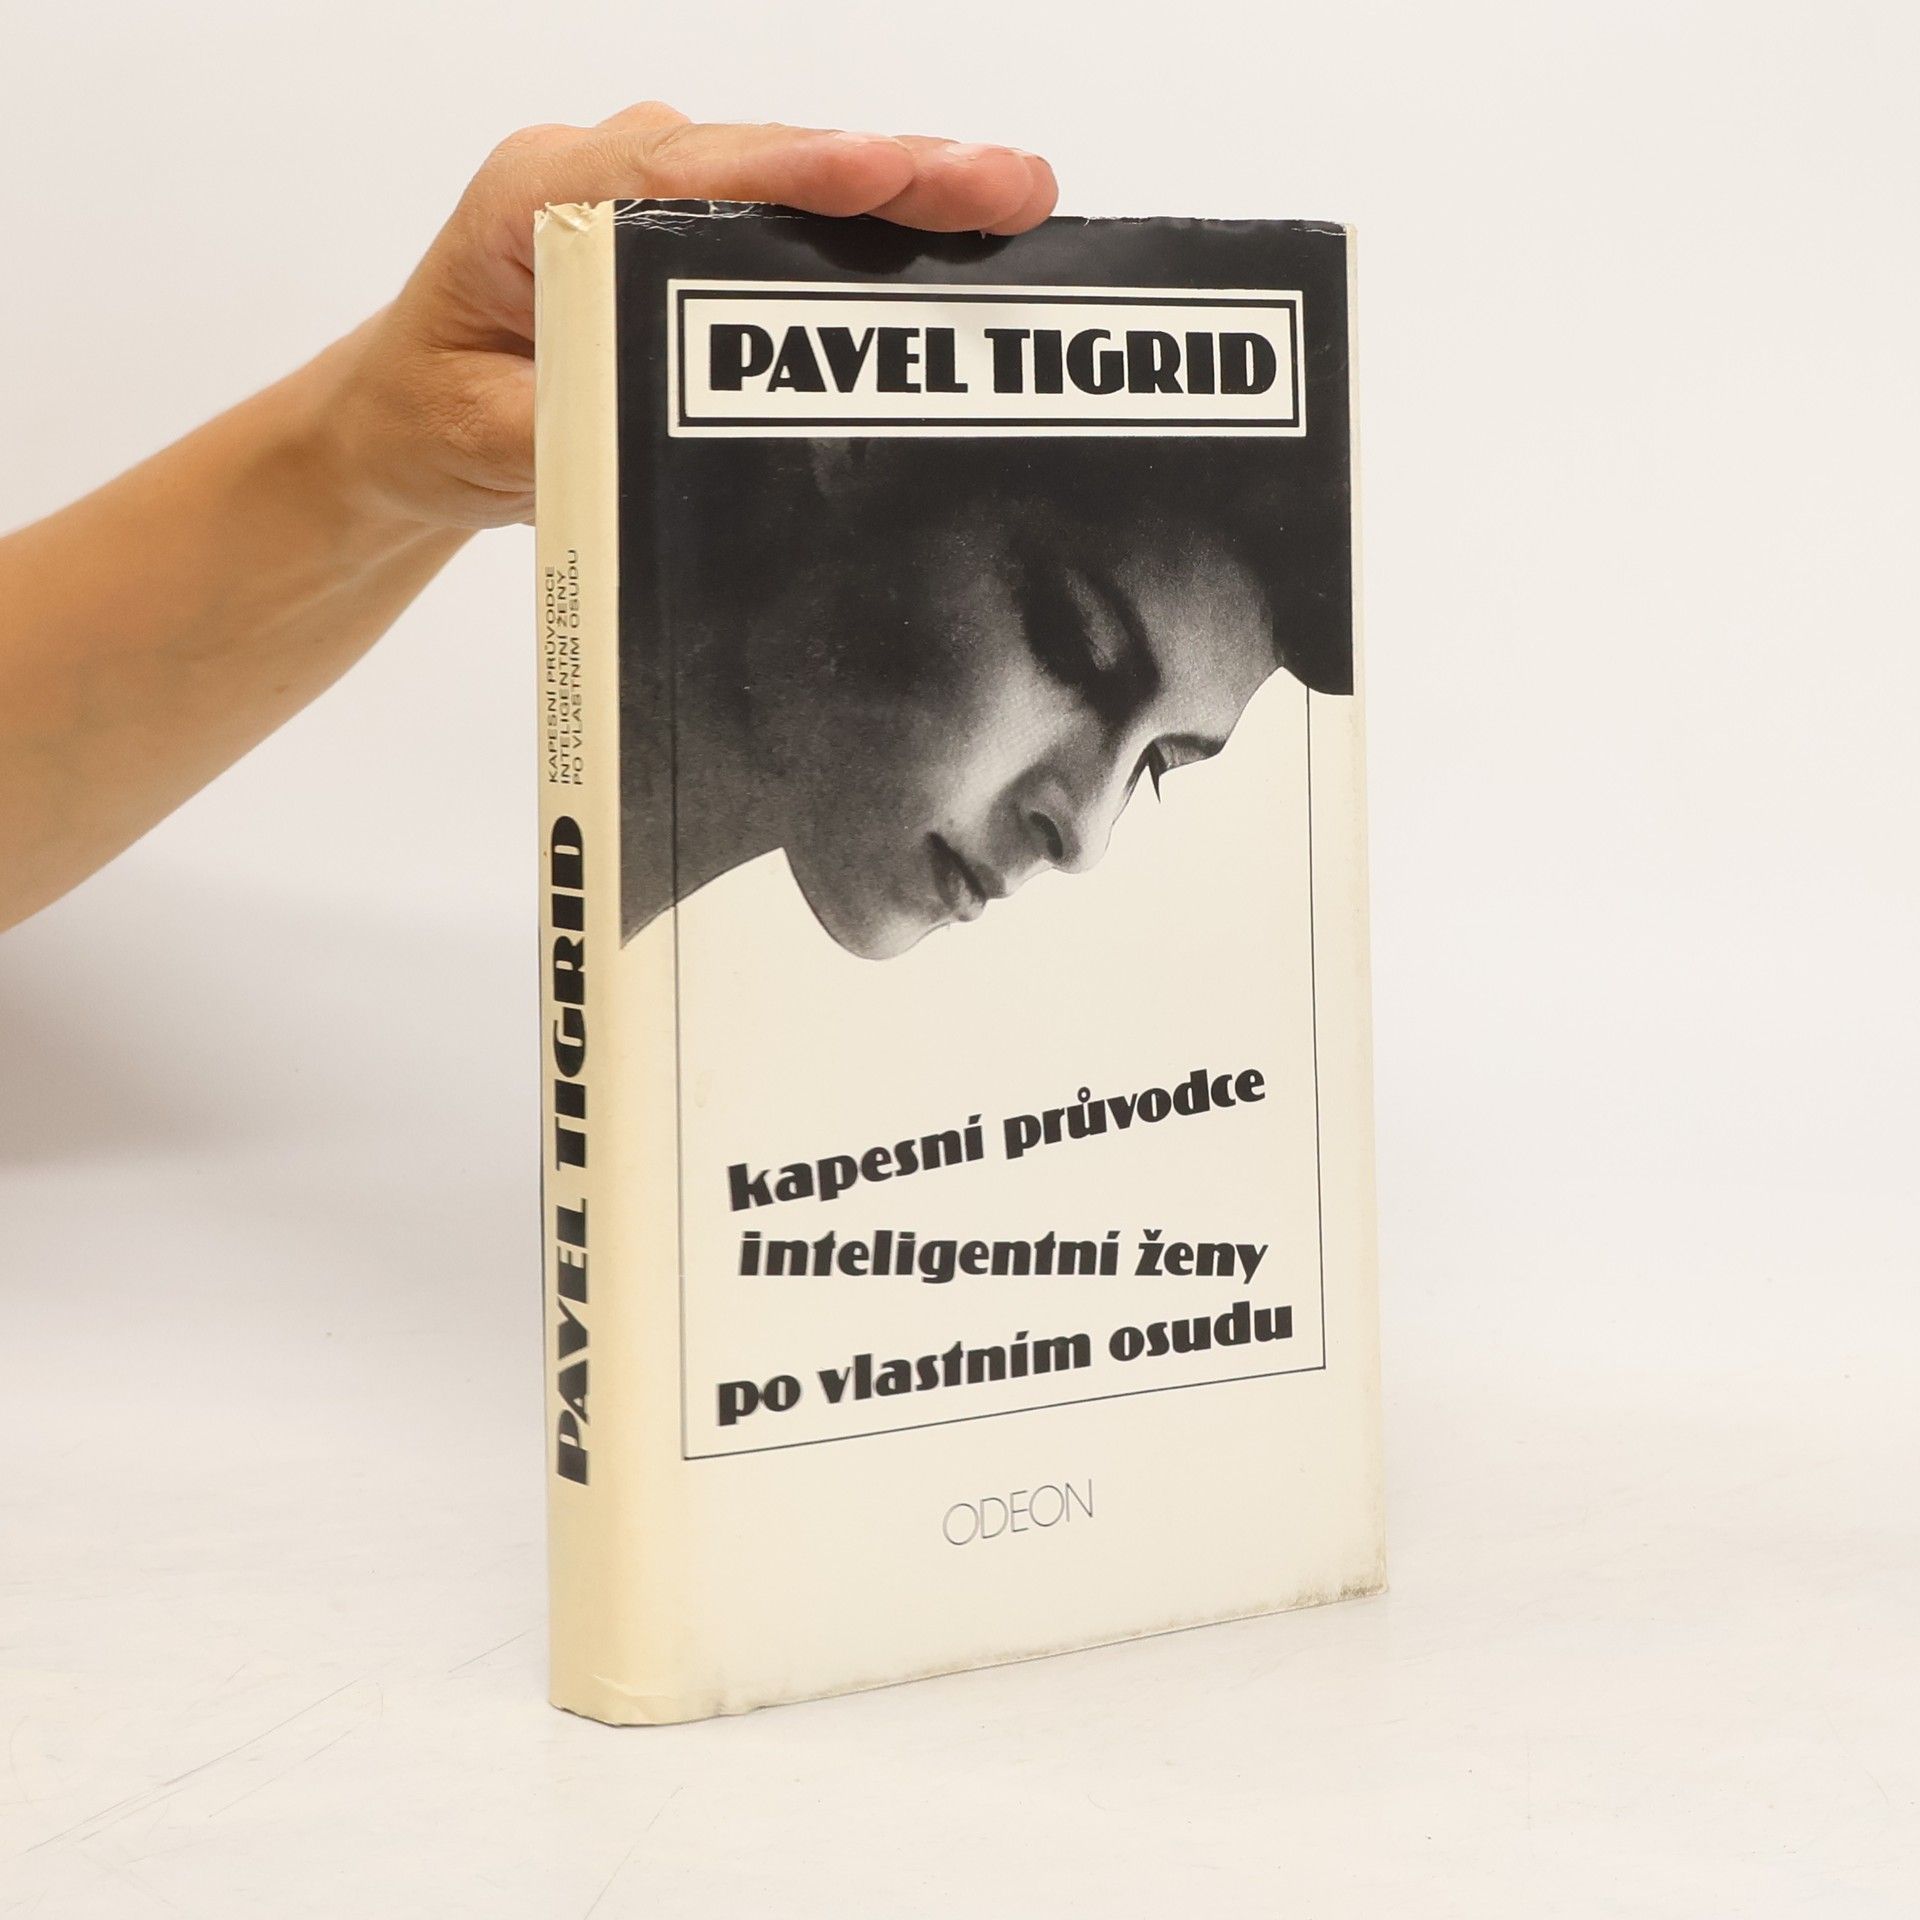 PAVEL TIGRID
kapesní průvodce
inteligentní ženy
po vlastním osudu
ODEON
PAVEL TIGRID
KAPESNÍ PRŮVODCE
INTELIGENTNÍ ŽENY
PO VLASTNÍM OSUDU